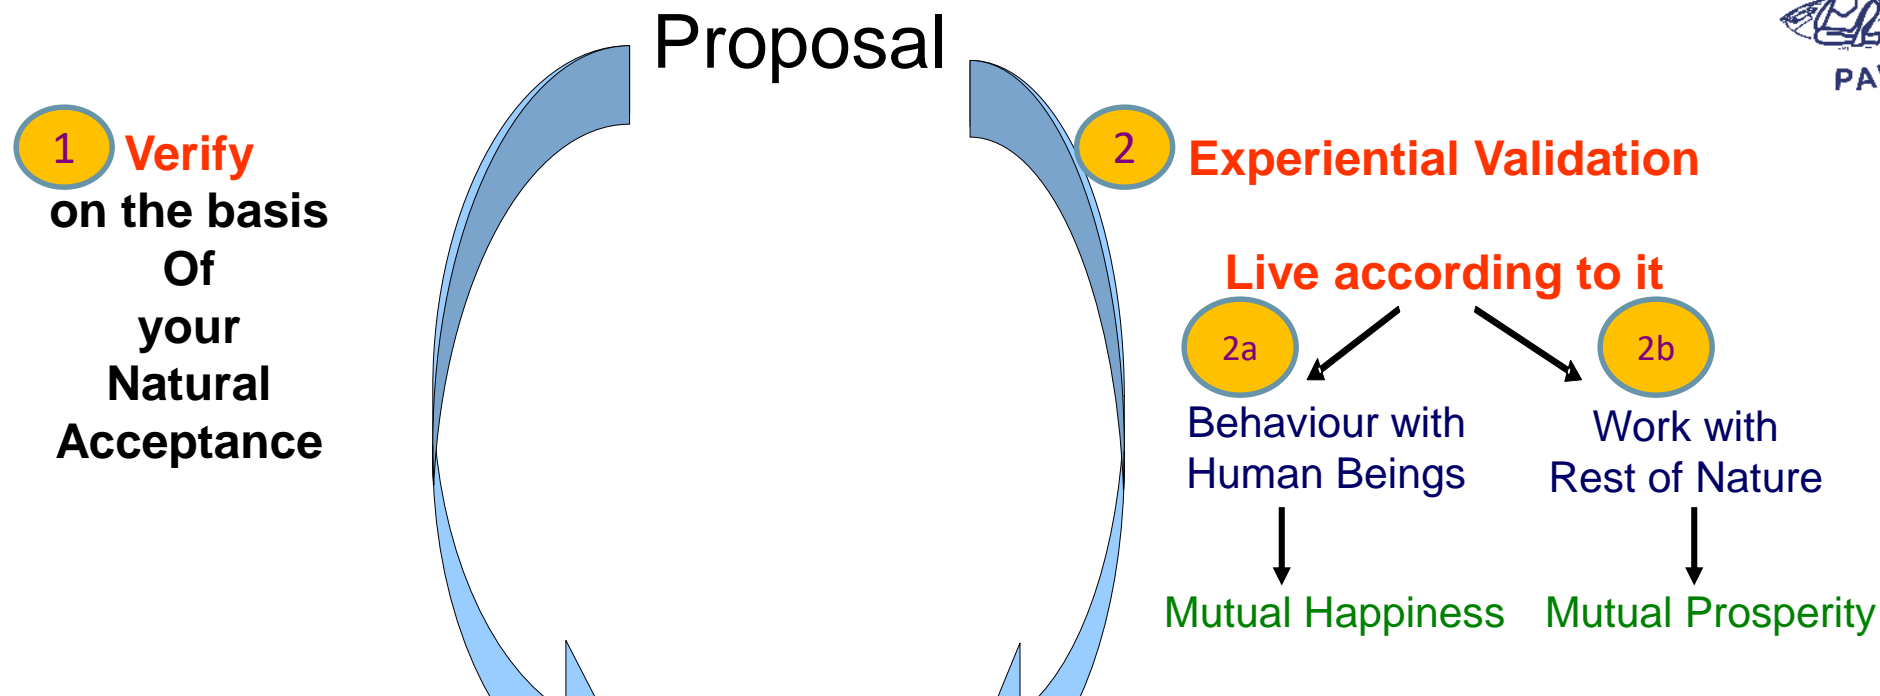 Proposal
1
Verify
on the basis
Of
your
Natural
Acceptance
2
Experiential Validation
Live according to it
2a
Behaviour with
Human Beings
Mutual Happiness
2b
Work with
Rest of Nature
Mutual Prosperity